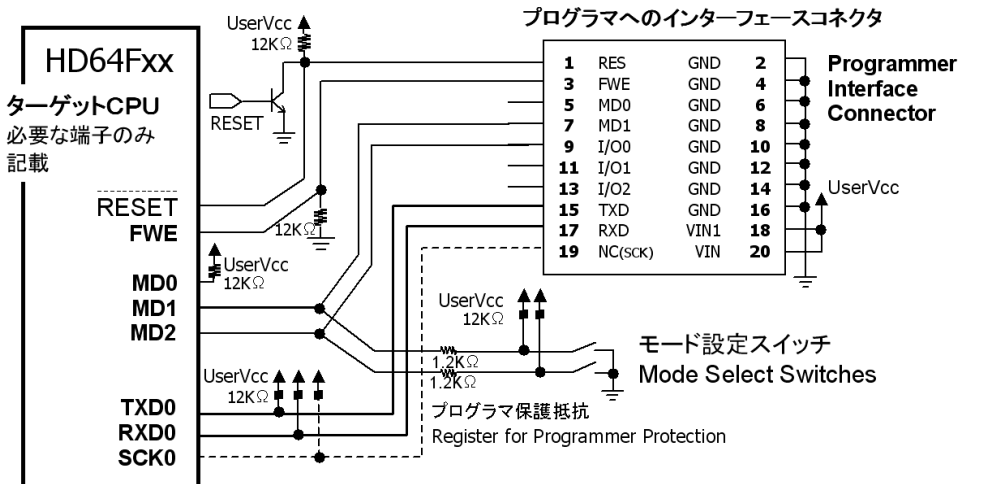 プログラマへのインターフェースコネクタ
UserVcc
12KΩ
HD64Fxx
ターゲットCPU
必要な端子のみ
記載
RESET
1 RES GND 2
3 FWE GND 4
5 MD0 GND 6
7 MD1 GND 8
9 I/O0 GND 10
11 I/O1 GND 12
13 I/O2 GND 14
15 TXD GND 16
17 RXD VIN1 18
19 NC(SCK) VIN 20
Programmer
Interface
Connector
UserVcc
RESET
FWE
12KΩ
MD0
UserVcc
12KΩ
MD1
MD2
UserVcc
12KΩ
1.2KΩ
1.2KΩ
モード設定スイッチ
Mode Select Switches
UserVcc
12KΩ
プログラマ保護抵抗
Register for Programmer Protection
TXD0
RXD0
SCK0